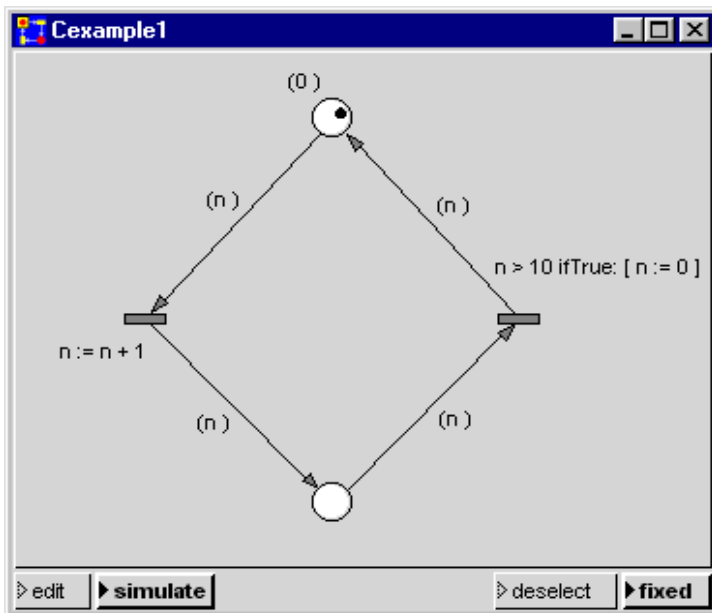 Cexample1
(0 )
(n )
(n )
n > 10 ifTrue: [ n := 0 ]
n := n + 1
(n )
(n )
edit
simulate
deselect
fixed